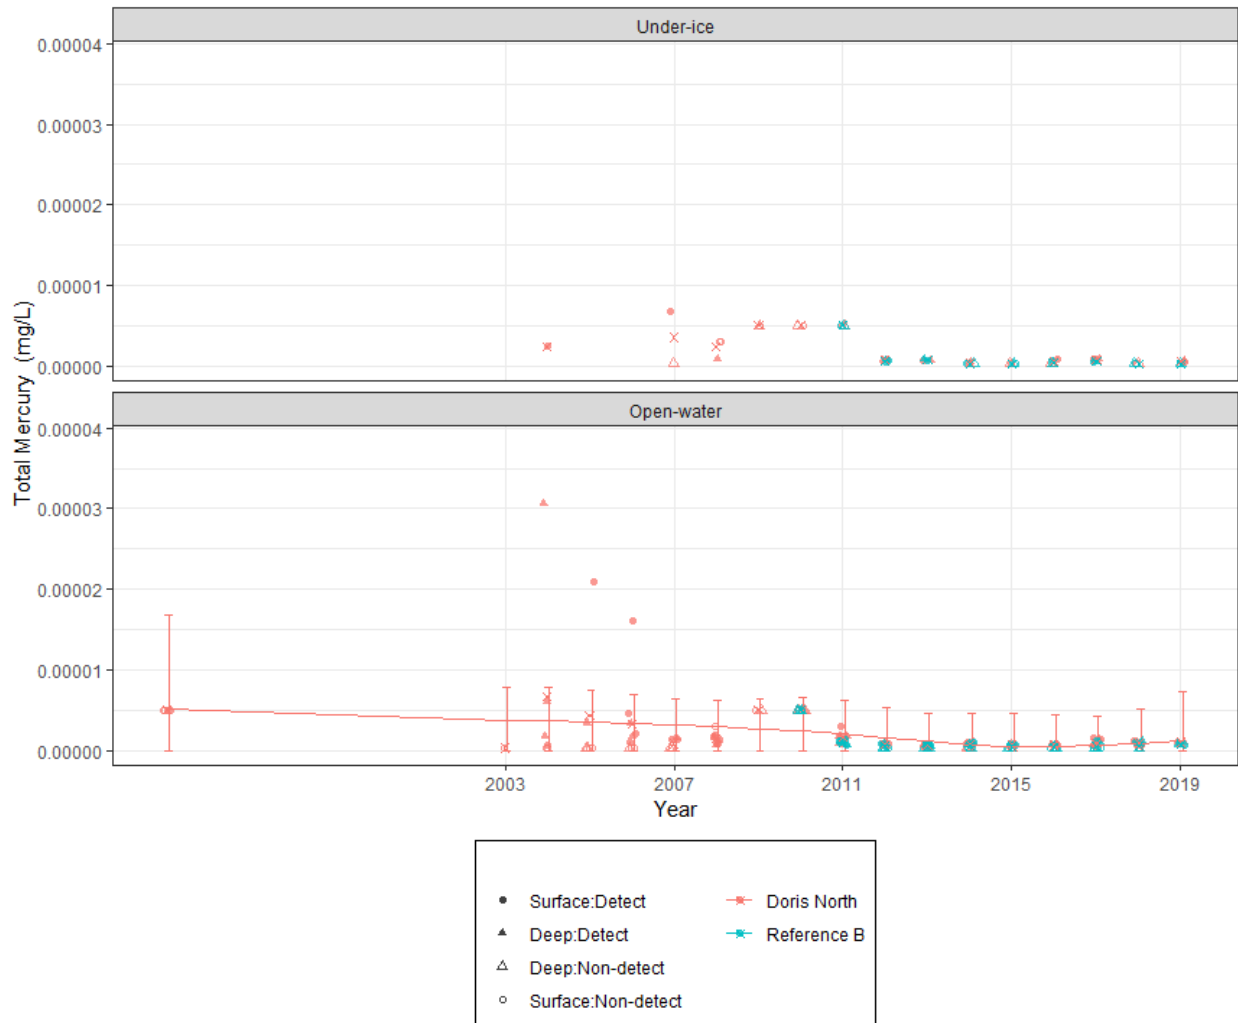 Under-ice
0.00004
0.00003
0.00002
0.00001
0.00000
Open-water
0.00004
0.00003
0.00002
0.00001
0.00000
Total Mercury (mg/L)
2003 2007 2011 2015 2019
Year
Surface:Detect Doris North
Deep:Detect Reference B
Deep:Non-detect
Surface:Non-detect